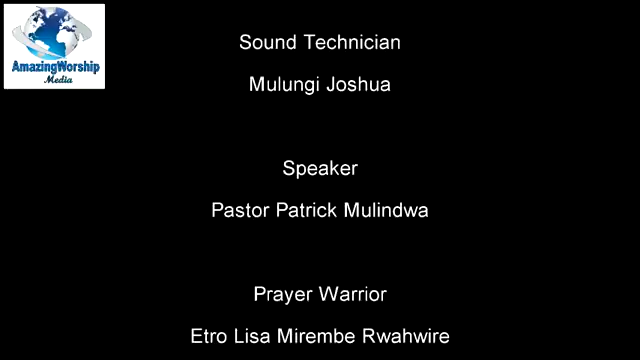 AmazingWorship
Media
Sound Technician
Mulungi Joshua
Speaker
Pastor Patrick Mulindwa
Prayer Warrior
Etro Lisa Mirembe Rwahwire